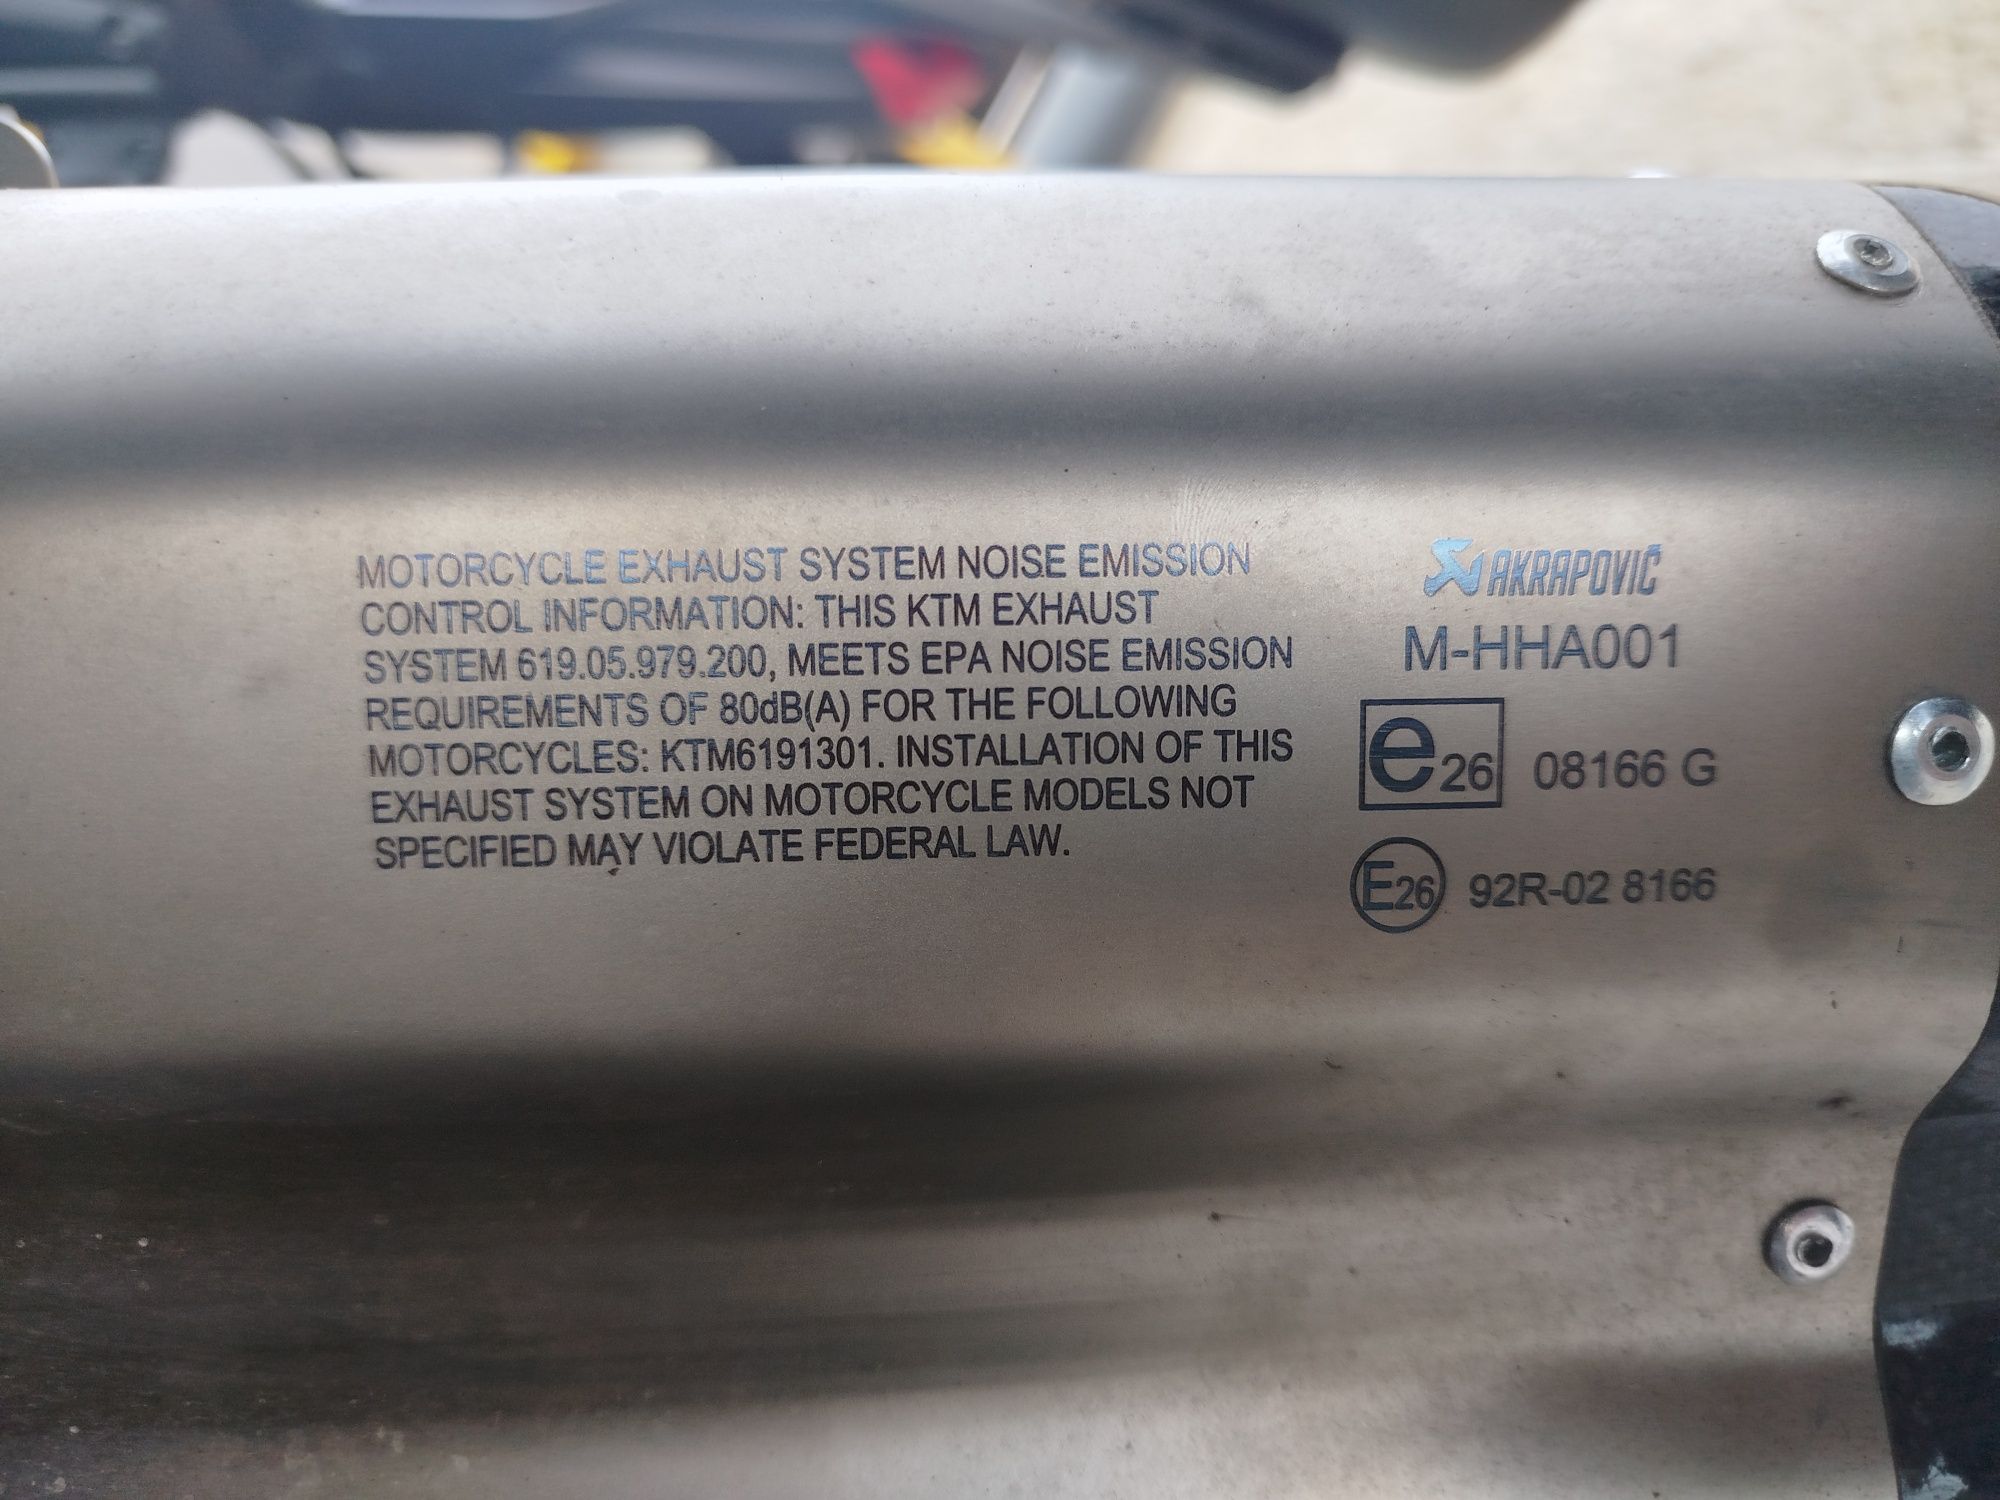 MOTORCYCLE EXHAUST SYSTEM NOISE EMISSION
CONTROL INFORMATION: THIS KTM EXHAUST
SYSTEM 619.05.979.200, MEETS EPA NOISE EMISSION
REQUIREMENTS OF 80dB(A) FOR THE FOLLOWING
MOTORCYCLES: KTM6191301. INSTALLATION OF THIS
EXHAUST SYSTEM ON MOTORCYCLE MODELS NOT
SPECIFIED MAY VIOLATE FEDERAL LAW.
AKRAPOVIČ
M-HHA001
e26 08166 G
E26 92R-02 8166